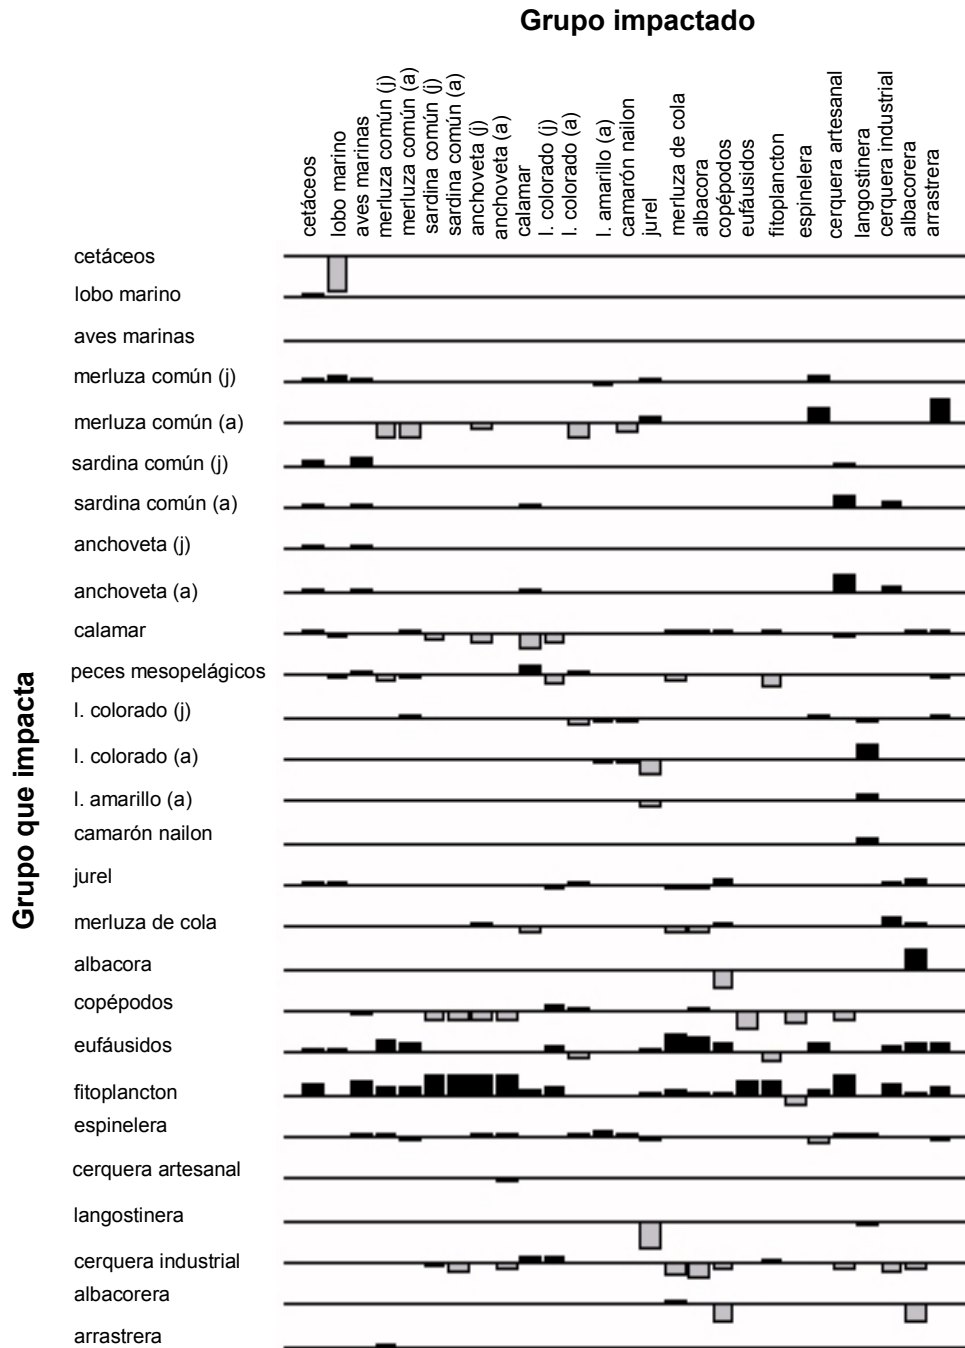 Grupo impactado
cetáceos
lobo marino
aves marinas
merluza común (j)
merluza común (a)
sardina común (j)
sardina común (a)
anchoveta (j)
anchoveta (a)
calamar
l. colorado (j)
l. colorado (a)
l. amarillo (a)
camarón nailon
jurel
merluza de cola
albacora
copépodos
eufáusidos
fitoplancton
espinelera
cerquera artesanal
langostinera
cerquera industrial
albacorera
arrastrera
Grupo que impacta
cetáceos
lobo marino
aves marinas
merluza común (j)
merluza común (a)
sardina común (j)
sardina común (a)
anchoveta (j)
anchoveta (a)
calamar
peces mesopelágicos
l. colorado (j)
l. colorado (a)
l. amarillo (a)
camarón nailon
jurel
merluza de cola
albacora
copépodos
eufáusidos
fitoplancton
espinelera
cerquera artesanal
langostinera
cerquera industrial
albacorera
arrastrera